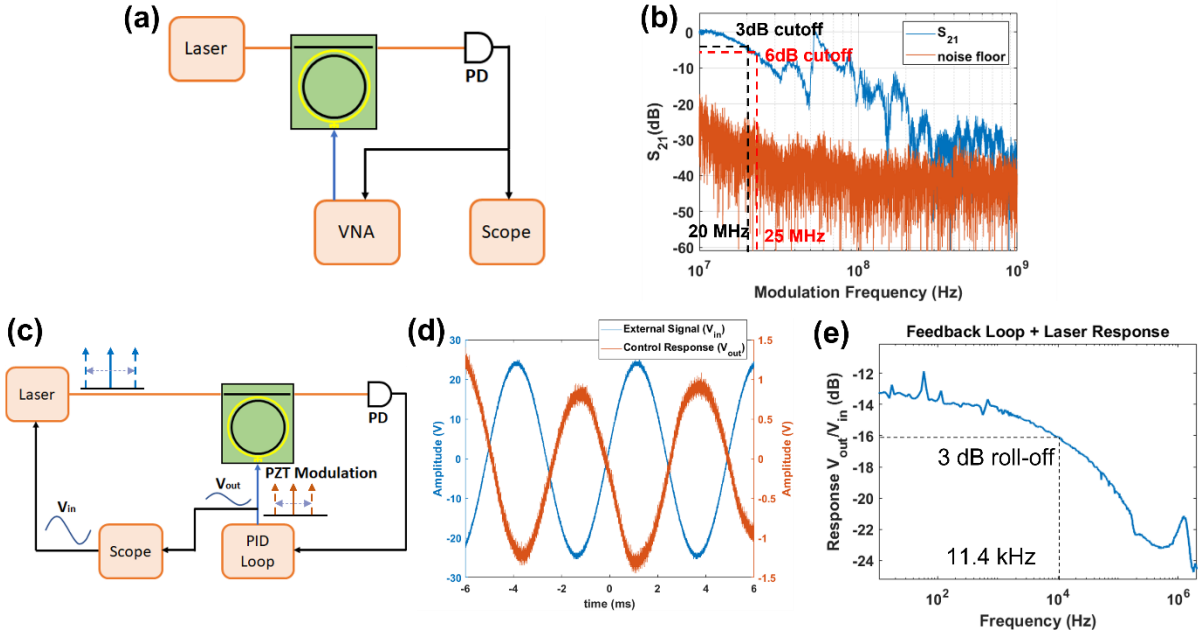 (a)
Laser
PD
VNA
Scope
(b)
3dB cutoff
6dB cutoff
S21
noise floor
0
-10
-20
-30
-40
-50
-60
S21(dB)
20 MHz
25 MHz
10^7
10^8
10^9
Modulation Frequency (Hz)
(c)
Laser
PD
PZT Modulation
Vout
Vin
Scope
PID
Loop
(d)
External Signal (Vin)
Control Response (Vout)
30
20
10
0
-10
-20
-30
Amplitude (V)
1.5
1
0.5
0
-0.5
-1
-1.5
Amplitude (V)
-6
-4
-2
0
2
4
6
time (ms)
(e)
Feedback Loop + Laser Response
-12
-14
-16
-18
-20
-22
-24
Response Vout/Vin (dB)
3 dB roll-off
11.4 kHz
10^2
10^4
10^6
Frequency (Hz)